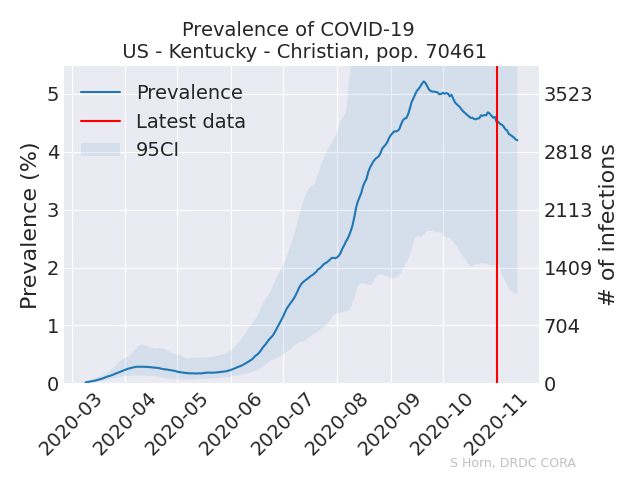 Prevalence of COVID-19
US - Kentucky - Christian, pop. 70461
Prevalence
Latest data
95CI
Prevalence (%)
5
4
3
2
1
0
3523
2818
2113
1409
704
0
# of infections
2020-03
2020-04
2020-05
2020-06
2020-07
2020-08
2020-09
2020-10
2020-11
S Horn, DRDC CORA